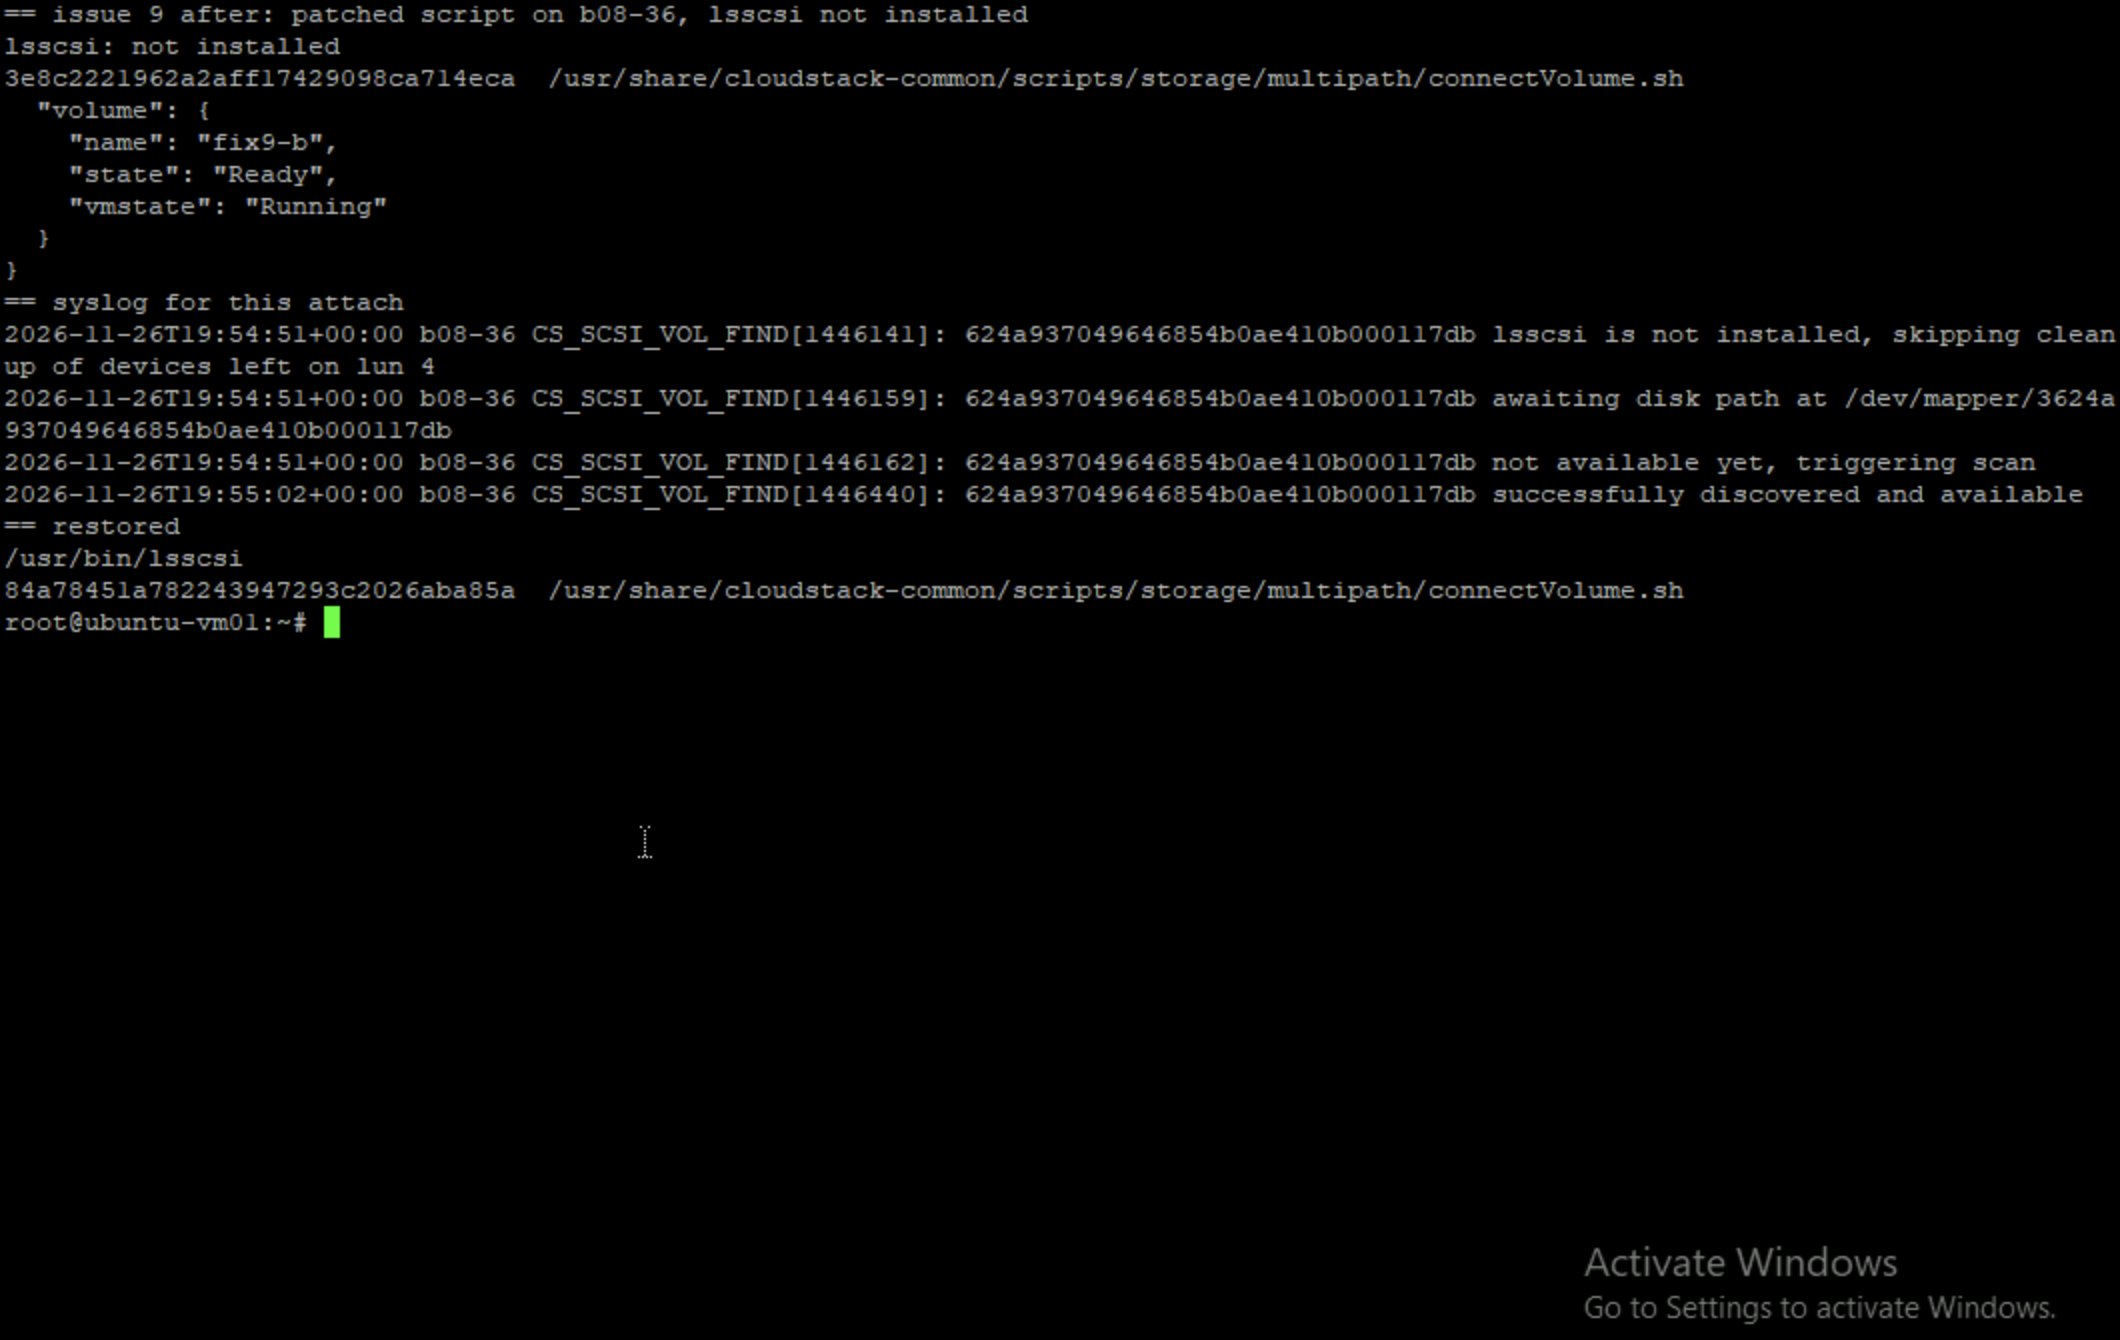 == issue 9 after: patched script on b08-36, lsscsi not installed
lsscsi: not installed
3e8c2221962a2aff17429098ca714eca  /usr/share/cloudstack-common/scripts/storage/multipath/connectVolume.sh
  "volume": {
    "name": "fix9-b",
    "state": "Ready",
    "vmstate": "Running"
  }
}
== syslog for this attach
2026-11-26T19:54:51+00:00 b08-36 CS_SCSI_VOL_FIND[1446141]: 624a937049646854b0ae410b000117db lsscsi is not installed, skipping clean
up of devices left on lun 4
2026-11-26T19:54:51+00:00 b08-36 CS_SCSI_VOL_FIND[1446159]: 624a937049646854b0ae410b000117db awaiting disk path at /dev/mapper/3624a
937049646854b0ae410b000117db
2026-11-26T19:54:51+00:00 b08-36 CS_SCSI_VOL_FIND[1446162]: 624a937049646854b0ae410b000117db not available yet, triggering scan
2026-11-26T19:55:02+00:00 b08-36 CS_SCSI_VOL_FIND[1446440]: 624a937049646854b0ae410b000117db successfully discovered and available
== restored
/usr/bin/lsscsi
84a78451a782243947293c2026aba85a  /usr/share/cloudstack-common/scripts/storage/multipath/connectVolume.sh
root@ubuntu-vm01:~#
Activate Windows
Go to Settings to activate Windows.